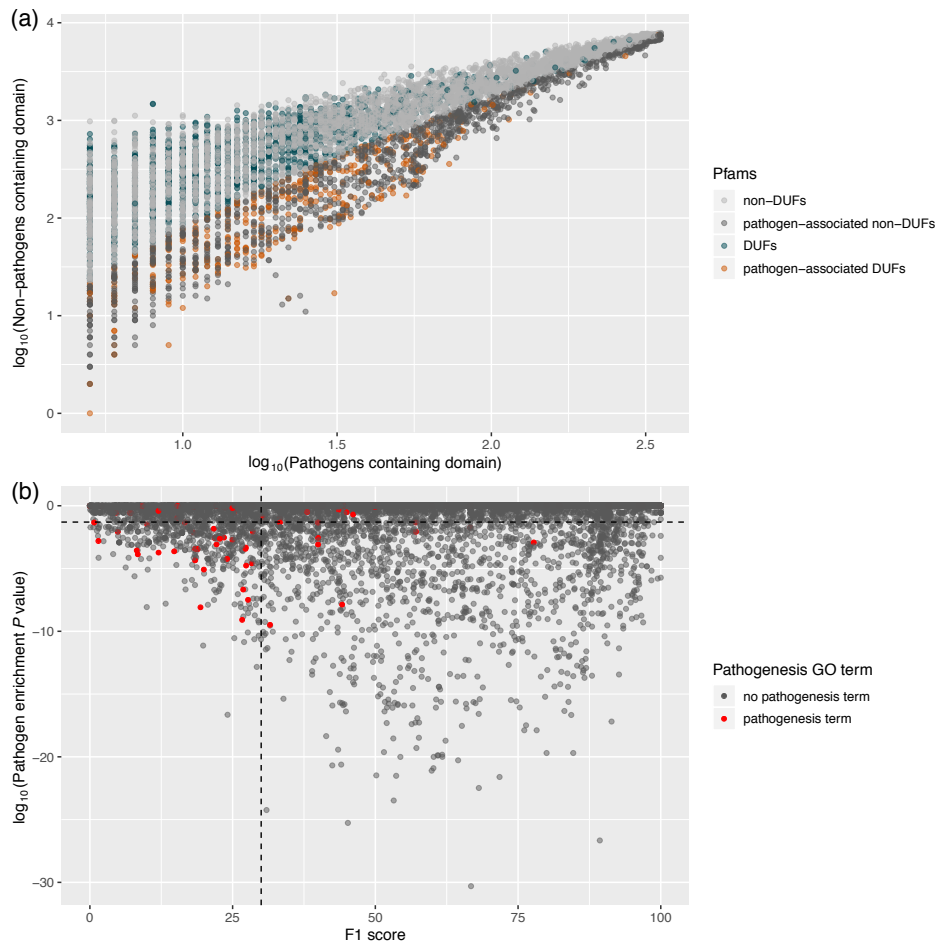 (a)
4
3
2
1
0
log10(Non−pathogens containing domain)
1.0
1.5
2.0
2.5
log10(Pathogens containing domain)
Pfams
non−DUFs
pathogen−associated non−DUFs
DUFs
pathogen−associated DUFs
(b)
0
−10
−20
−30
log10(Pathogen enrichment P value)
0
25
50
75
100
F1 score
Pathogenesis GO term
no pathogenesis term
pathogenesis term